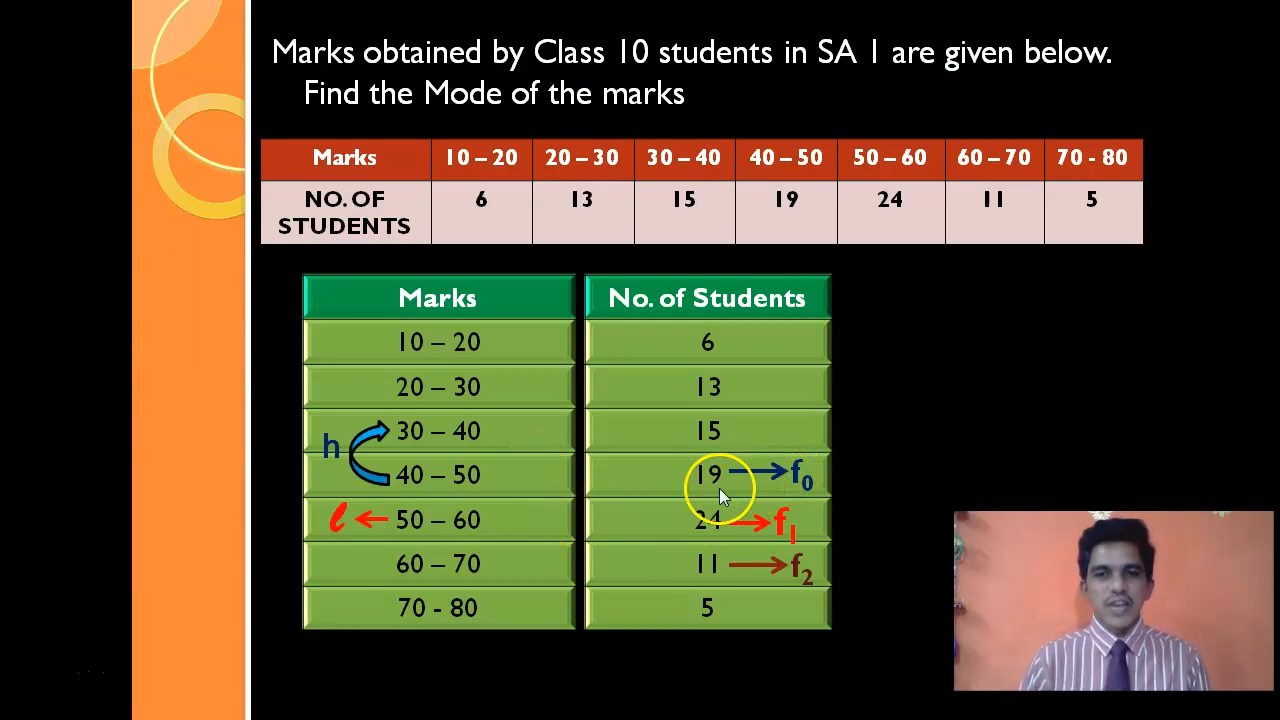 Marks obtained by Class 10 students in SA 1 are given below.
Find the Mode of the marks
Marks 10 – 20 20 – 30 30 – 40 40 – 50 50 – 60 60 – 70 70 - 80
NO. OF STUDENTS 6 13 15 19 24 11 5
Marks No. of Students
10 – 20 6
20 – 30 13
30 – 40 15
h
40 – 50 19 f0
l 50 – 60 24 f1
60 – 70 11 f2
70 - 80 5